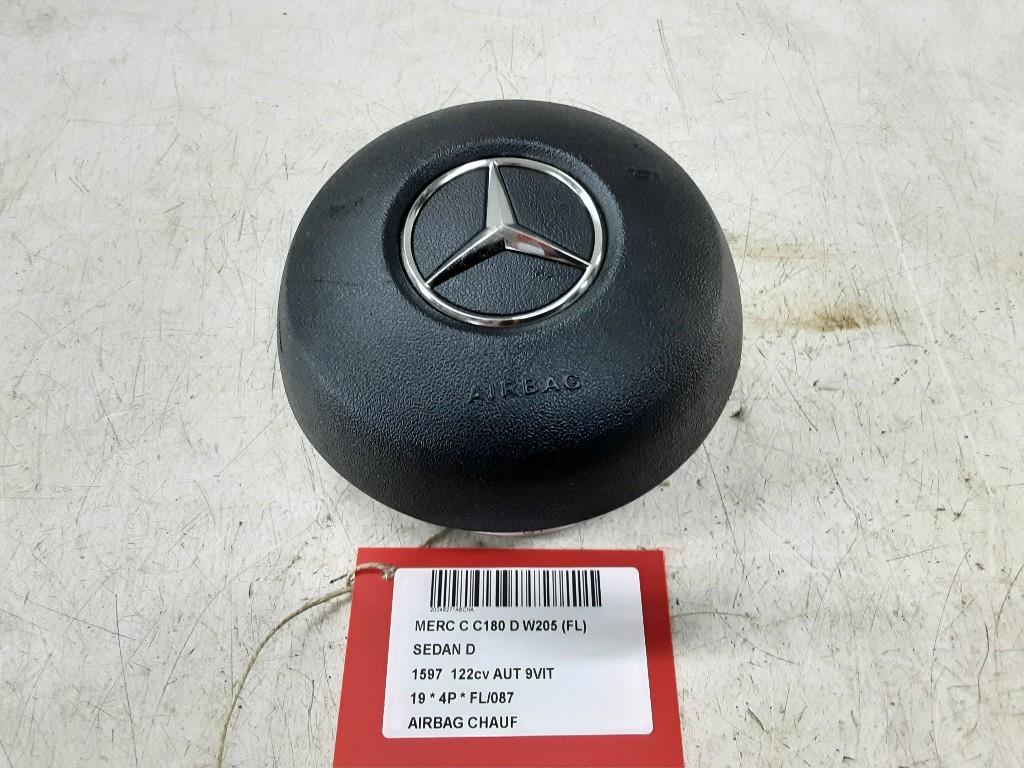 AIRBAG
MERC C C180 D W205 (FL)
SEDAN D
1597 122cv AUT 9VIT
19 * 4P * FL/087
AIRBAG CHAUF